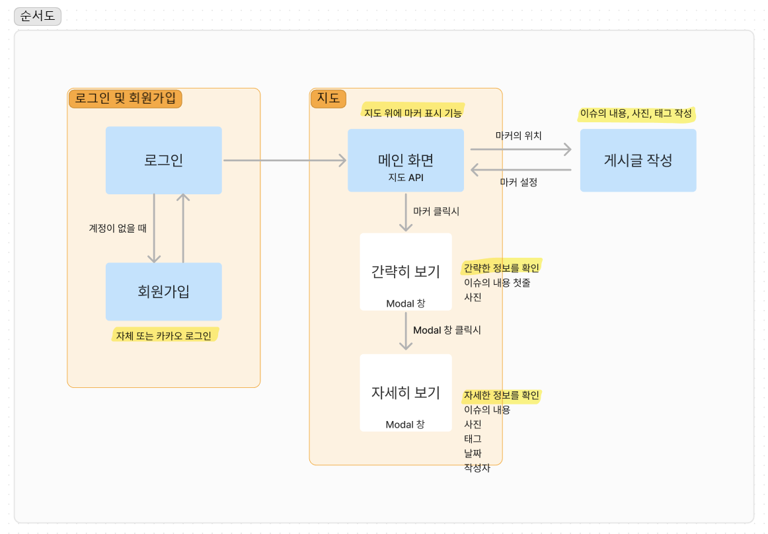 순서도
로그인 및 회원가입
로그인
계정이 없을 때
회원가입
자체 또는 카카오 로그인
지도
지도 위에 마커 표시 기능
메인 화면
지도 API
마커의 위치
마커 설정
이슈의 내용, 사진, 태그 작성
게시글 작성
마커 클릭시
간략히 보기
Modal 창
간략한 정보를 확인
이슈의 내용 첫줄
사진
Modal 창 클릭시
자세히 보기
Modal 창
자세한 정보를 확인
이슈의 내용
사진
태그
날짜
작성자